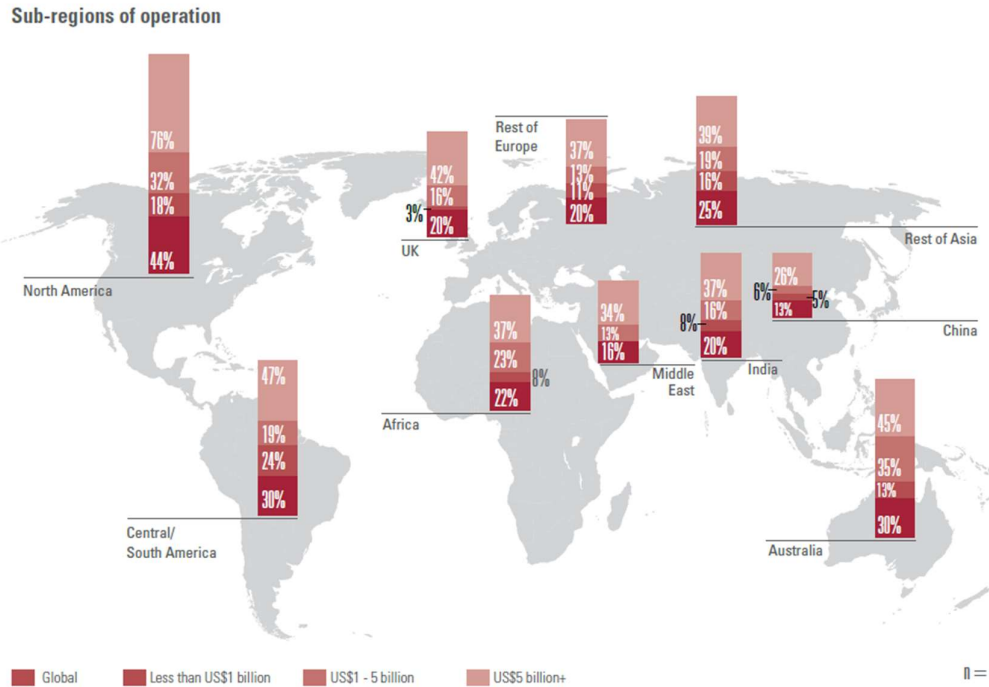 Sub-regions of operation
76%
32%
18%
44%
North America
42%
16%
3%
20%
UK
Rest of
Europe
37%
13%
11%
20%
39%
19%
16%
25%
Rest of Asia
37%
23%
8%
22%
Africa
34%
13%
16%
Middle
East
37%
16%
8%
20%
India
26%
6%
5%
13%
China
47%
19%
24%
30%
Central/
South America
45%
35%
13%
30%
Australia
Global Less than US$1 billion US$1 - 5 billion US$5 billion+
n =